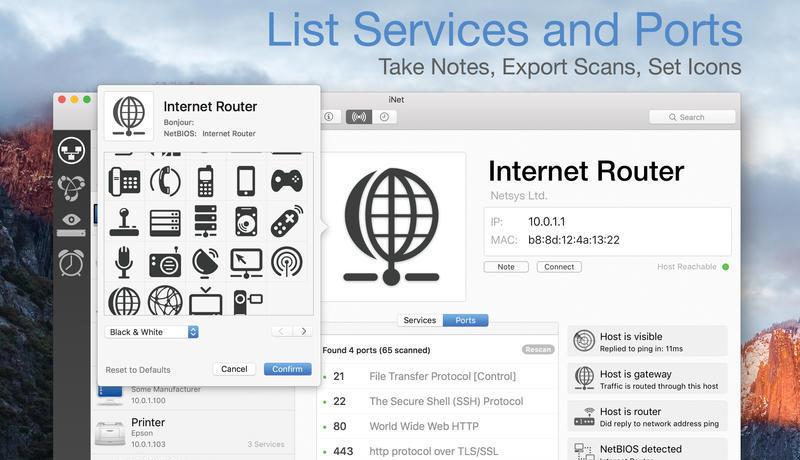 List Services and Ports
Take Notes, Export Scans, Set Icons
iNet
Search
Internet Router
Bonjour:
NetBIOS: Internet Router
Black & White
Reset to Defaults
Cancel
Confirm
Some Manufacturer
10.0.1.100
Printer
Epson
10.0.1.103
3 Services
Internet Router
Netsys Ltd.
IP: 10.0.1.1
MAC: b8:8d:12:4a:13:22
Note
Connect
Host Reachable
Services
Ports
Found 4 ports (65 scanned)
Rescan
21 File Transfer Protocol [Control]
22 The Secure Shell (SSH) Protocol
80 World Wide Web HTTP
443 http protocol over TLS/SSL
Host is visible
Replied to ping in: 11ms
Host is gateway
Traffic is routed through this host
Host is router
Did reply to network address ping
NetBIOS detected